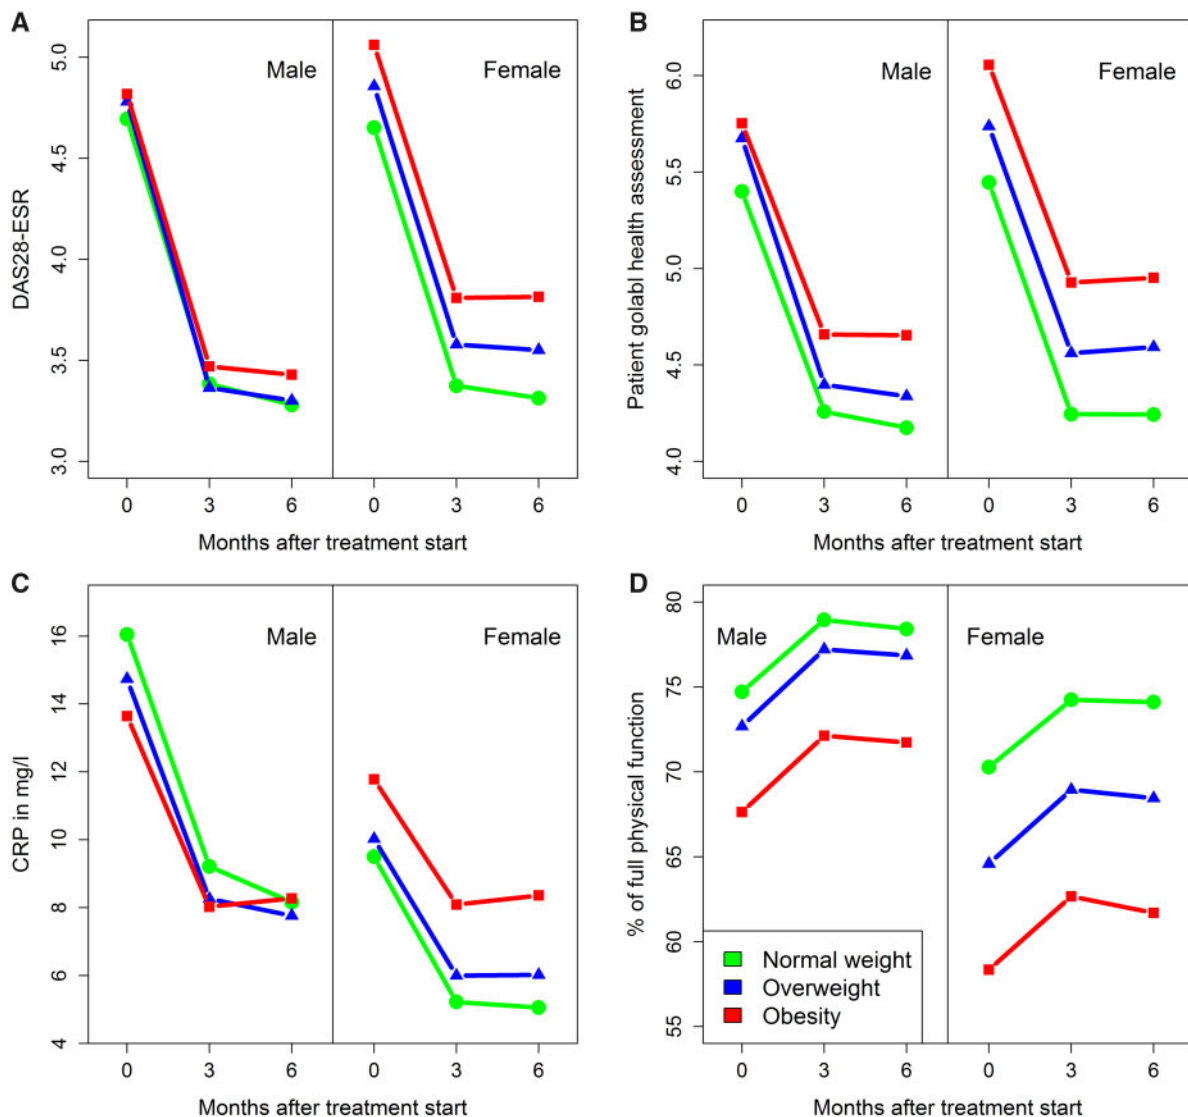 A
DAS28-ESR
5.0
4.5
4.0
3.5
3.0
Male
Female
0 3 6 0 3 6
Months after treatment start
B
Patient golabl health assessment
6.0
5.5
5.0
4.5
4.0
Male
Female
0 3 6 0 3 6
Months after treatment start
C
CRP in mg/l
16
14
12
10
8
6
4
Male
Female
0 3 6 0 3 6
Months after treatment start
D
% of full physical function
80
75
70
65
60
55
Male
Female
Normal weight
Overweight
Obesity
0 3 6 0 3 6
Months after treatment start